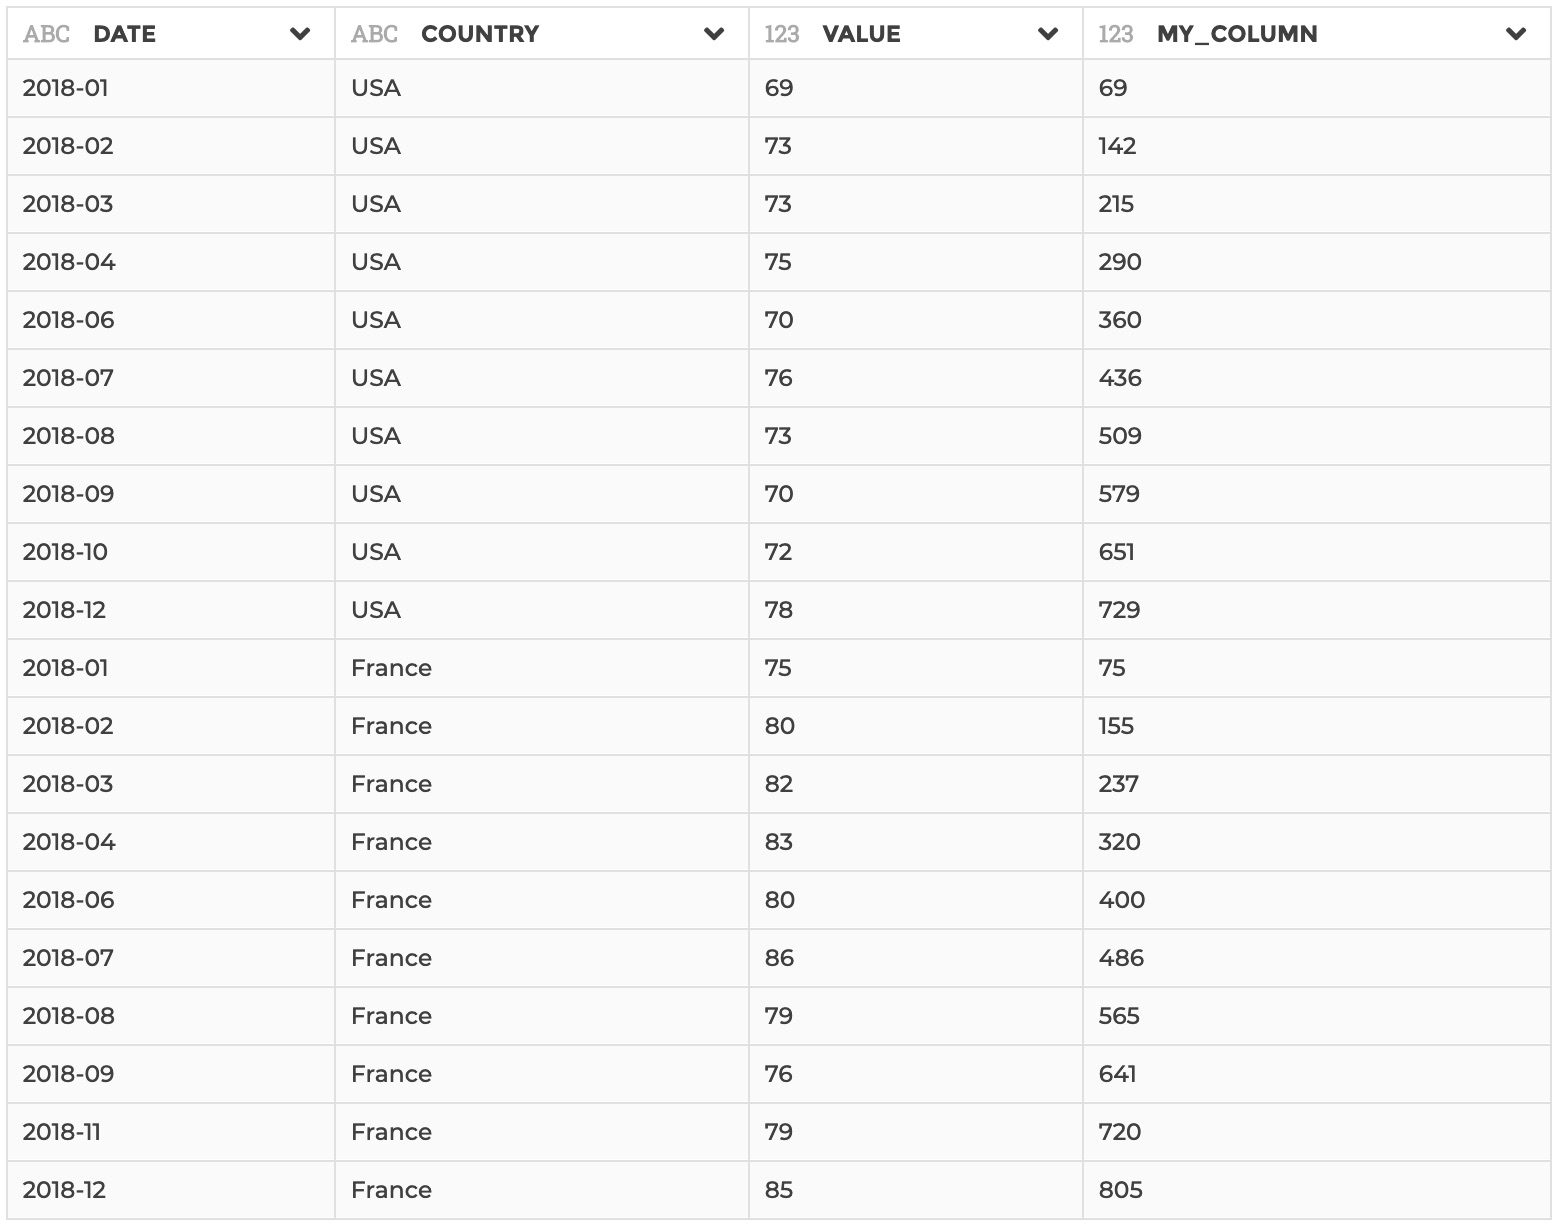 ABC DATE ABC COUNTRY 123 VALUE 123 MY_COLUMN
2018-01 USA 69 69
2018-02 USA 73 142
2018-03 USA 73 215
2018-04 USA 75 290
2018-06 USA 70 360
2018-07 USA 76 436
2018-08 USA 73 509
2018-09 USA 70 579
2018-10 USA 72 651
2018-12 USA 78 729
2018-01 France 75 75
2018-02 France 80 155
2018-03 France 82 237
2018-04 France 83 320
2018-06 France 80 400
2018-07 France 86 486
2018-08 France 79 565
2018-09 France 76 641
2018-11 France 79 720
2018-12 France 85 805